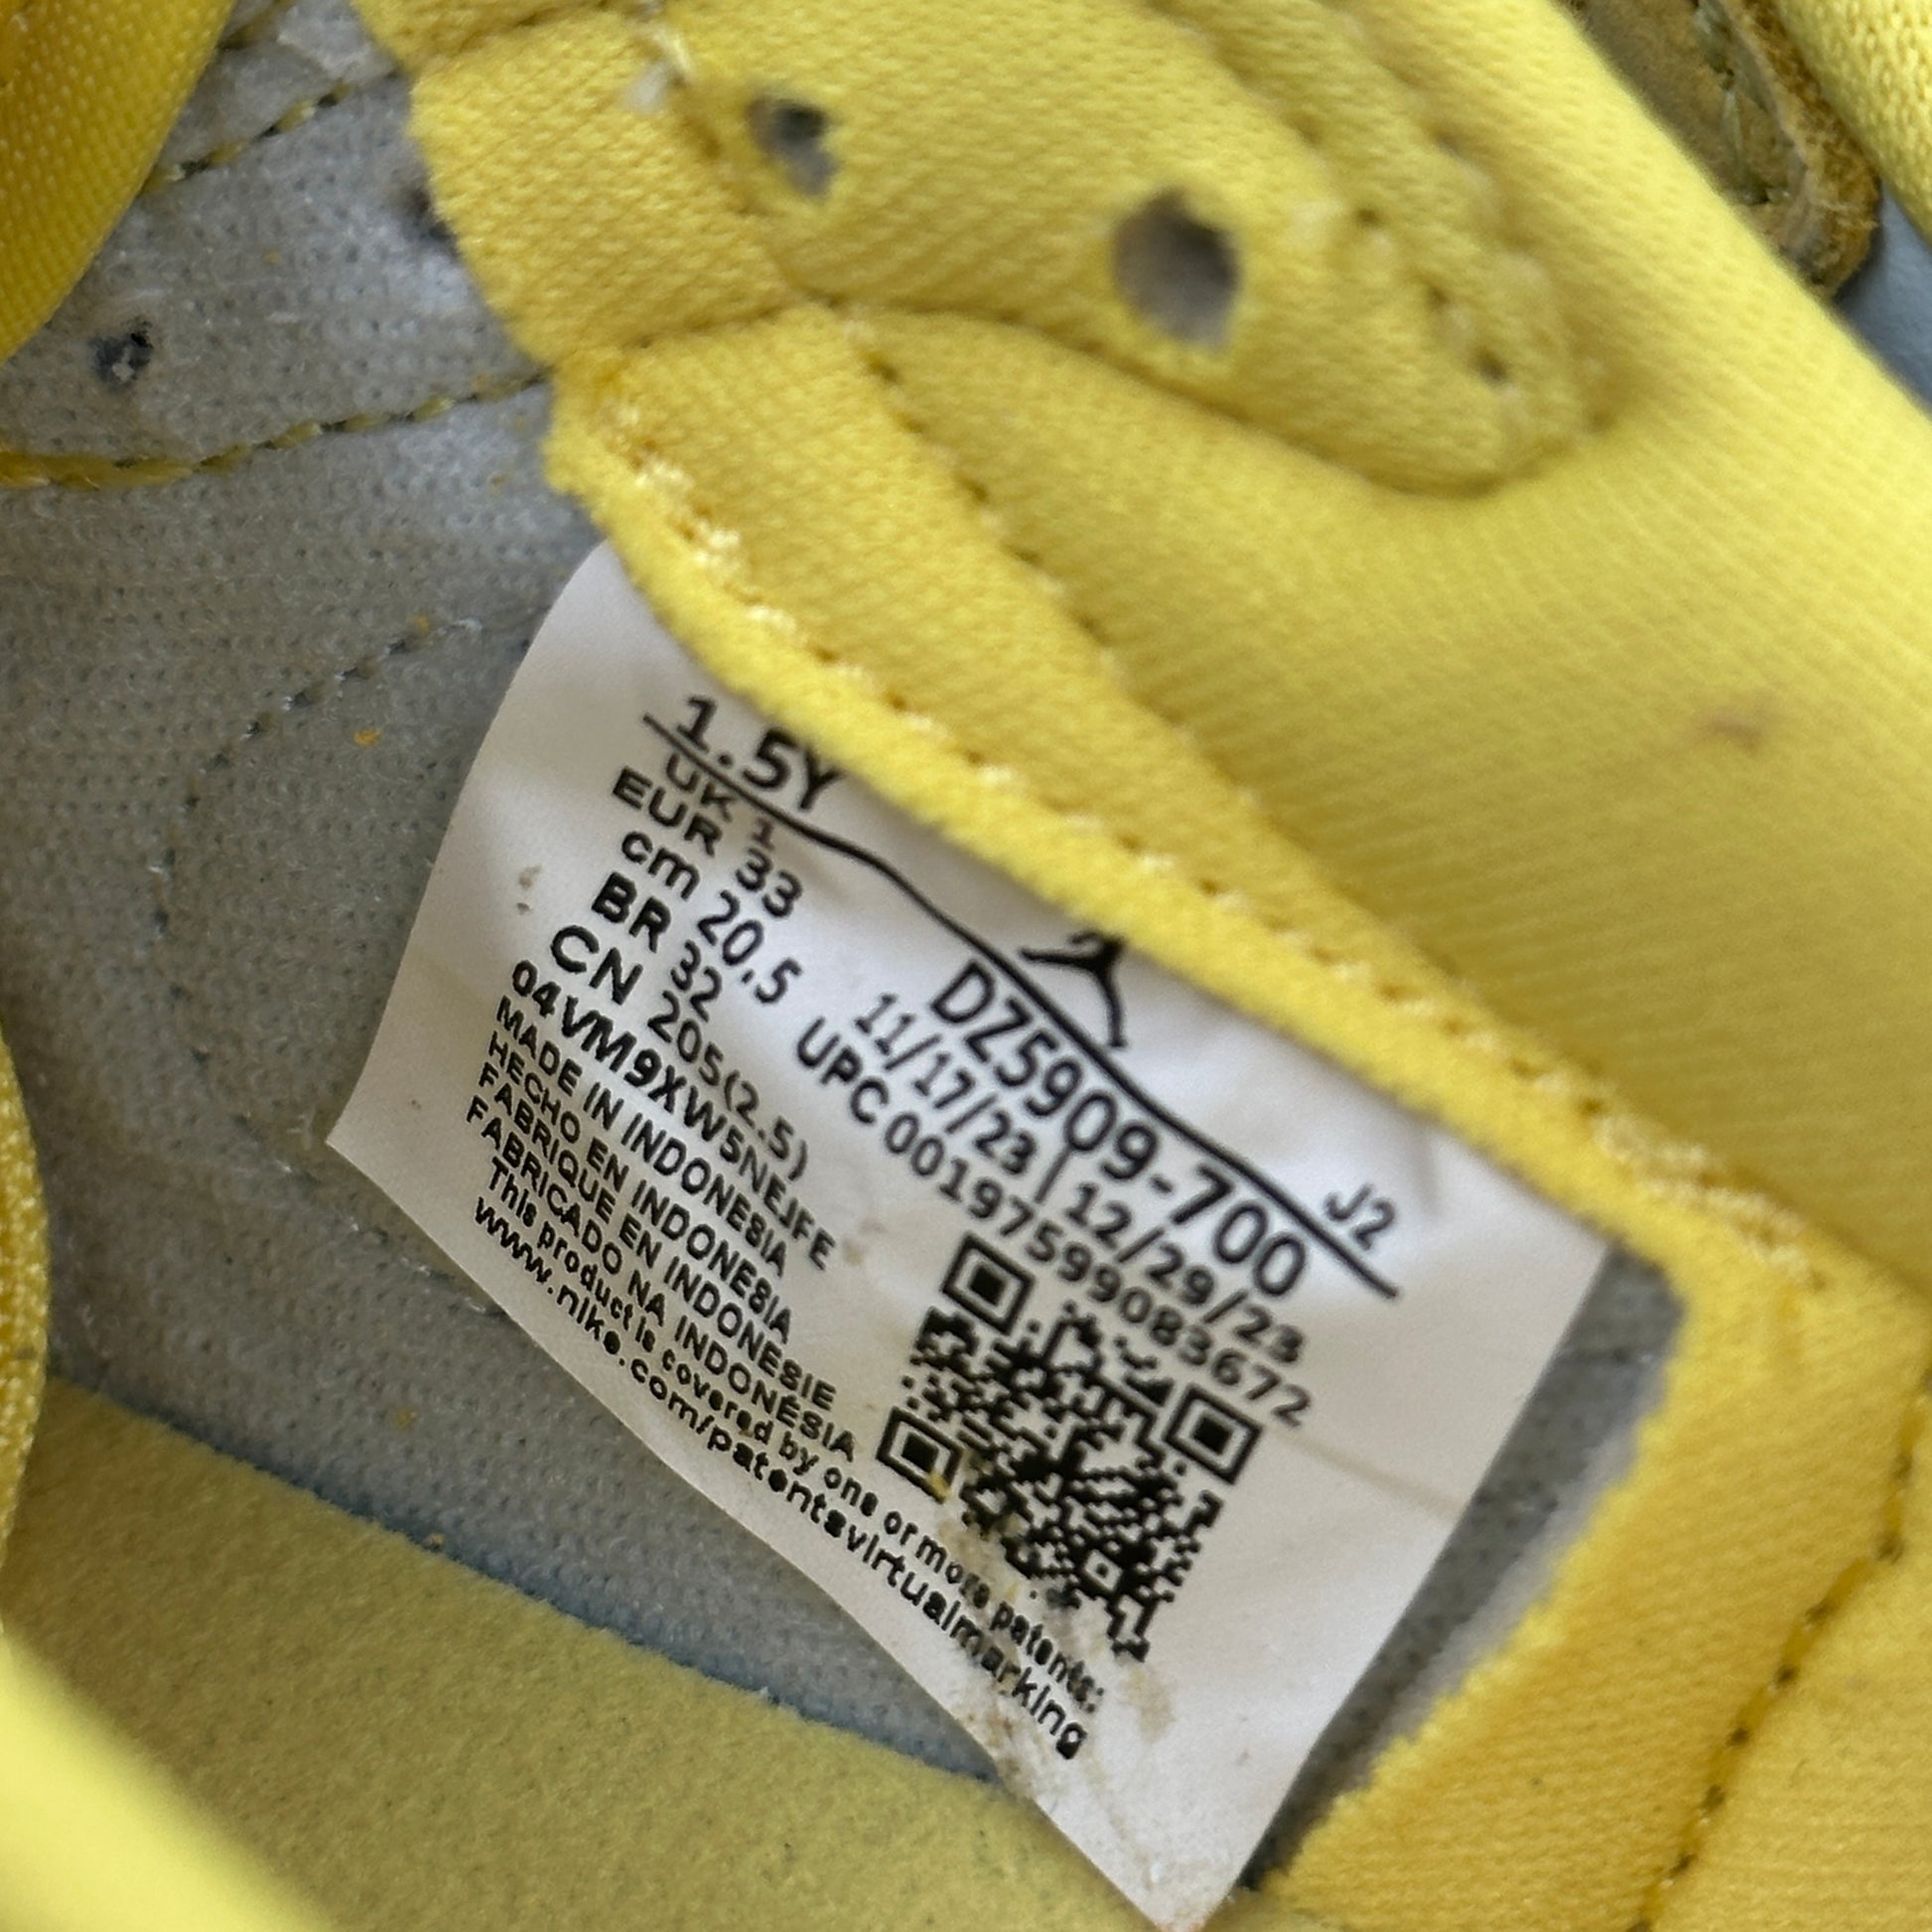 1.5Y
UK 1
EUR 33
cm 20.5
BR 32
CN 205(2.5)
04VM9XW5NEJFE
MADE IN INDONESIA
HECHO EN INDONESIA
FABRIQUE EN INDONESIE
FABRICADO NA INDONÉSIA
This product is covered by one or more patents:
www.nike.com/patentsvirtualmarking
J2
DZ5909-700
11/17/23 | 12/29/23
UPC 00197599083672